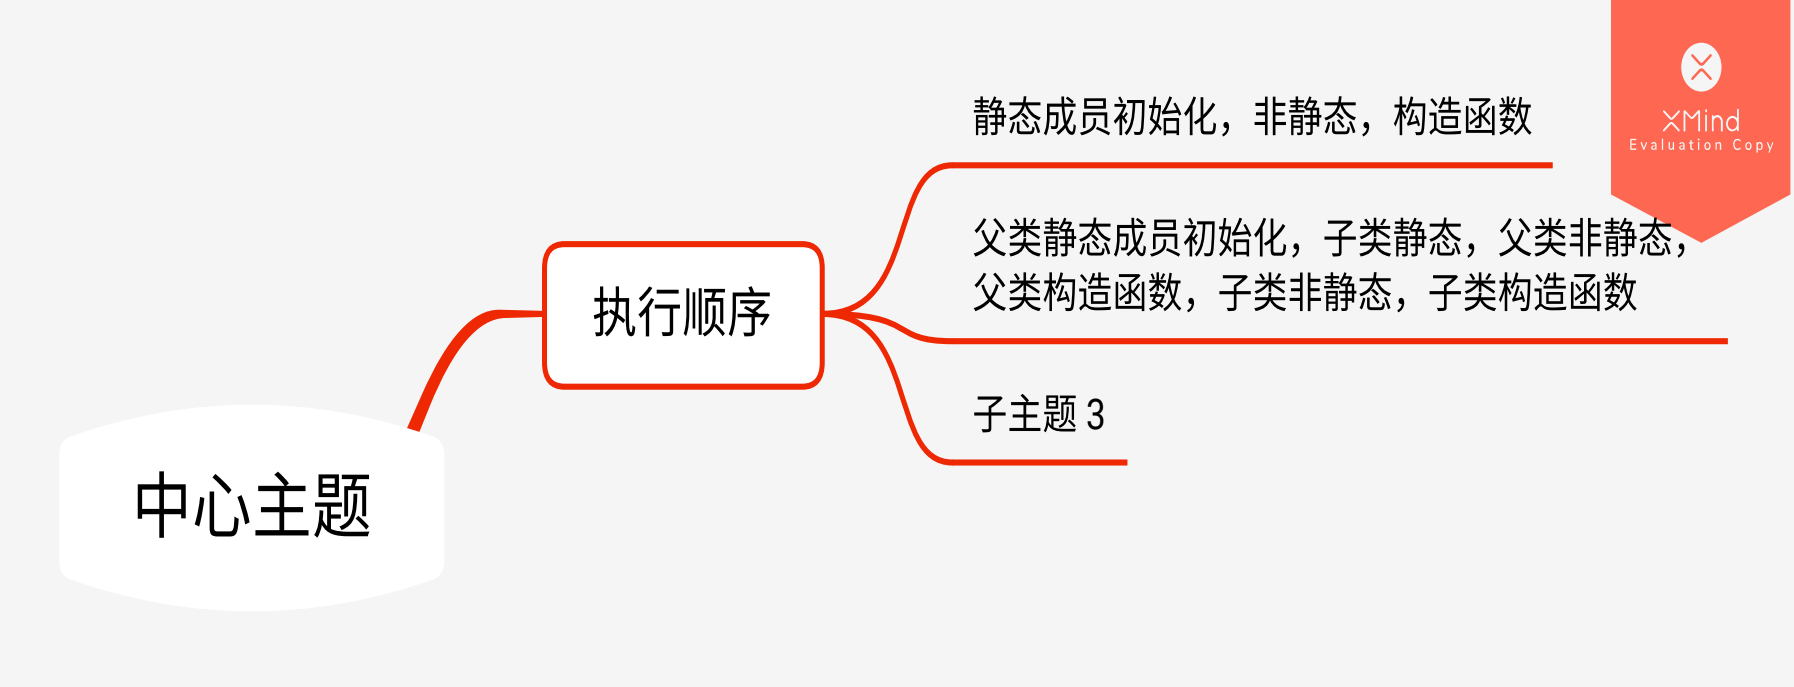 静态成员初始化，非静态，构造函数
XMind
Evaluation Copy
父类静态成员初始化，子类静态，父类非静态，
父类构造函数，子类非静态，子类构造函数
执行顺序
子主题 3
中心主题